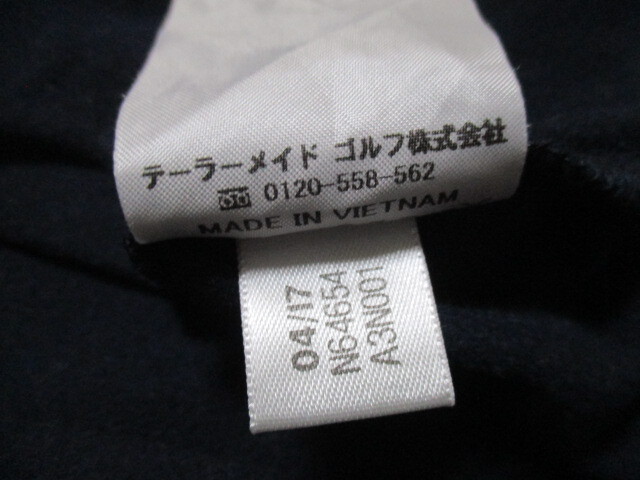 テーラーメイド ゴルフ株式会社
☎ 0120-558-562
MADE IN VIETNAM
04/17
N64654
A3N001